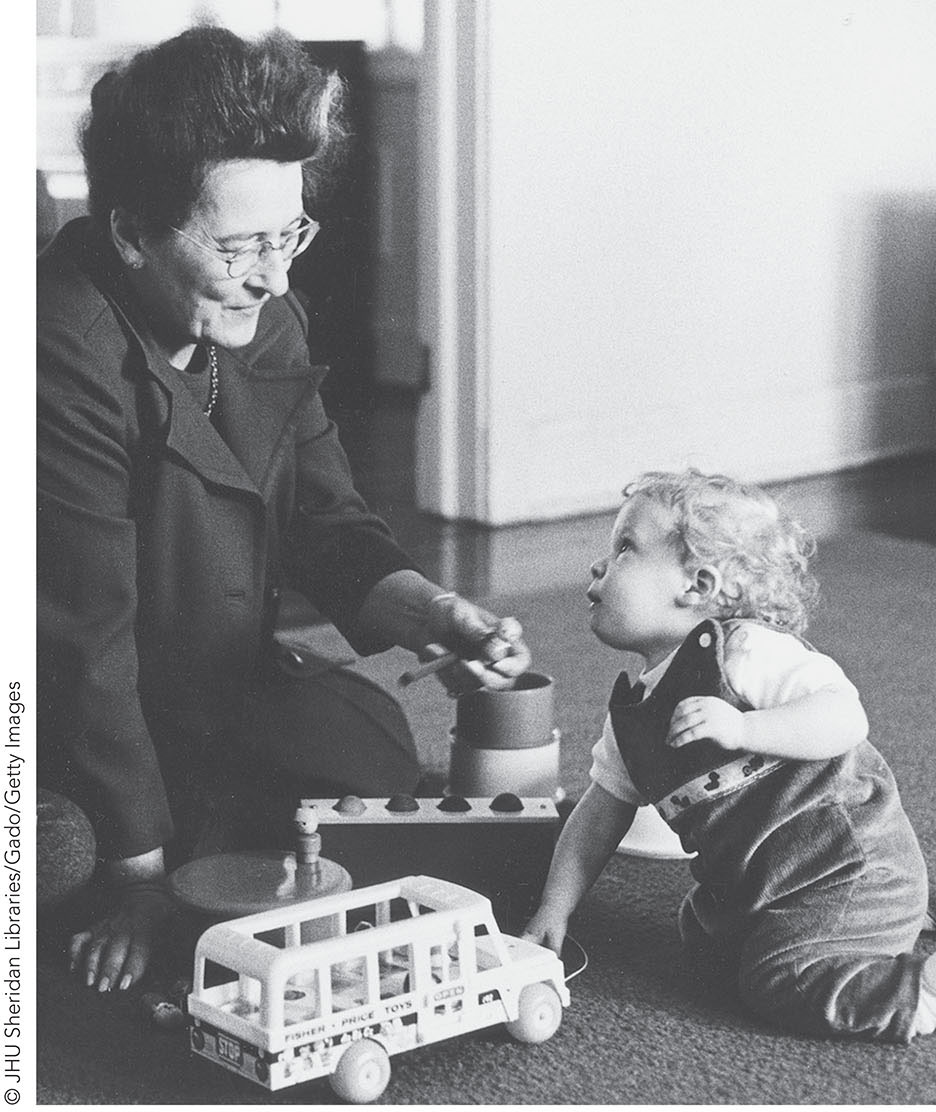 © JHU Sheridan Libraries/Gado/Getty Images
FISHER - PRICE TOYS
OPEN
STOP